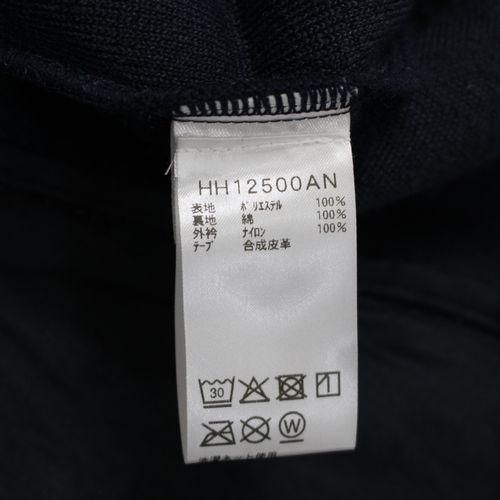 HH12500AN
表地 ポリエステル 100%
裏地 綿 100%
外衿 ナイロン 100%
テープ 合成皮革
30
W